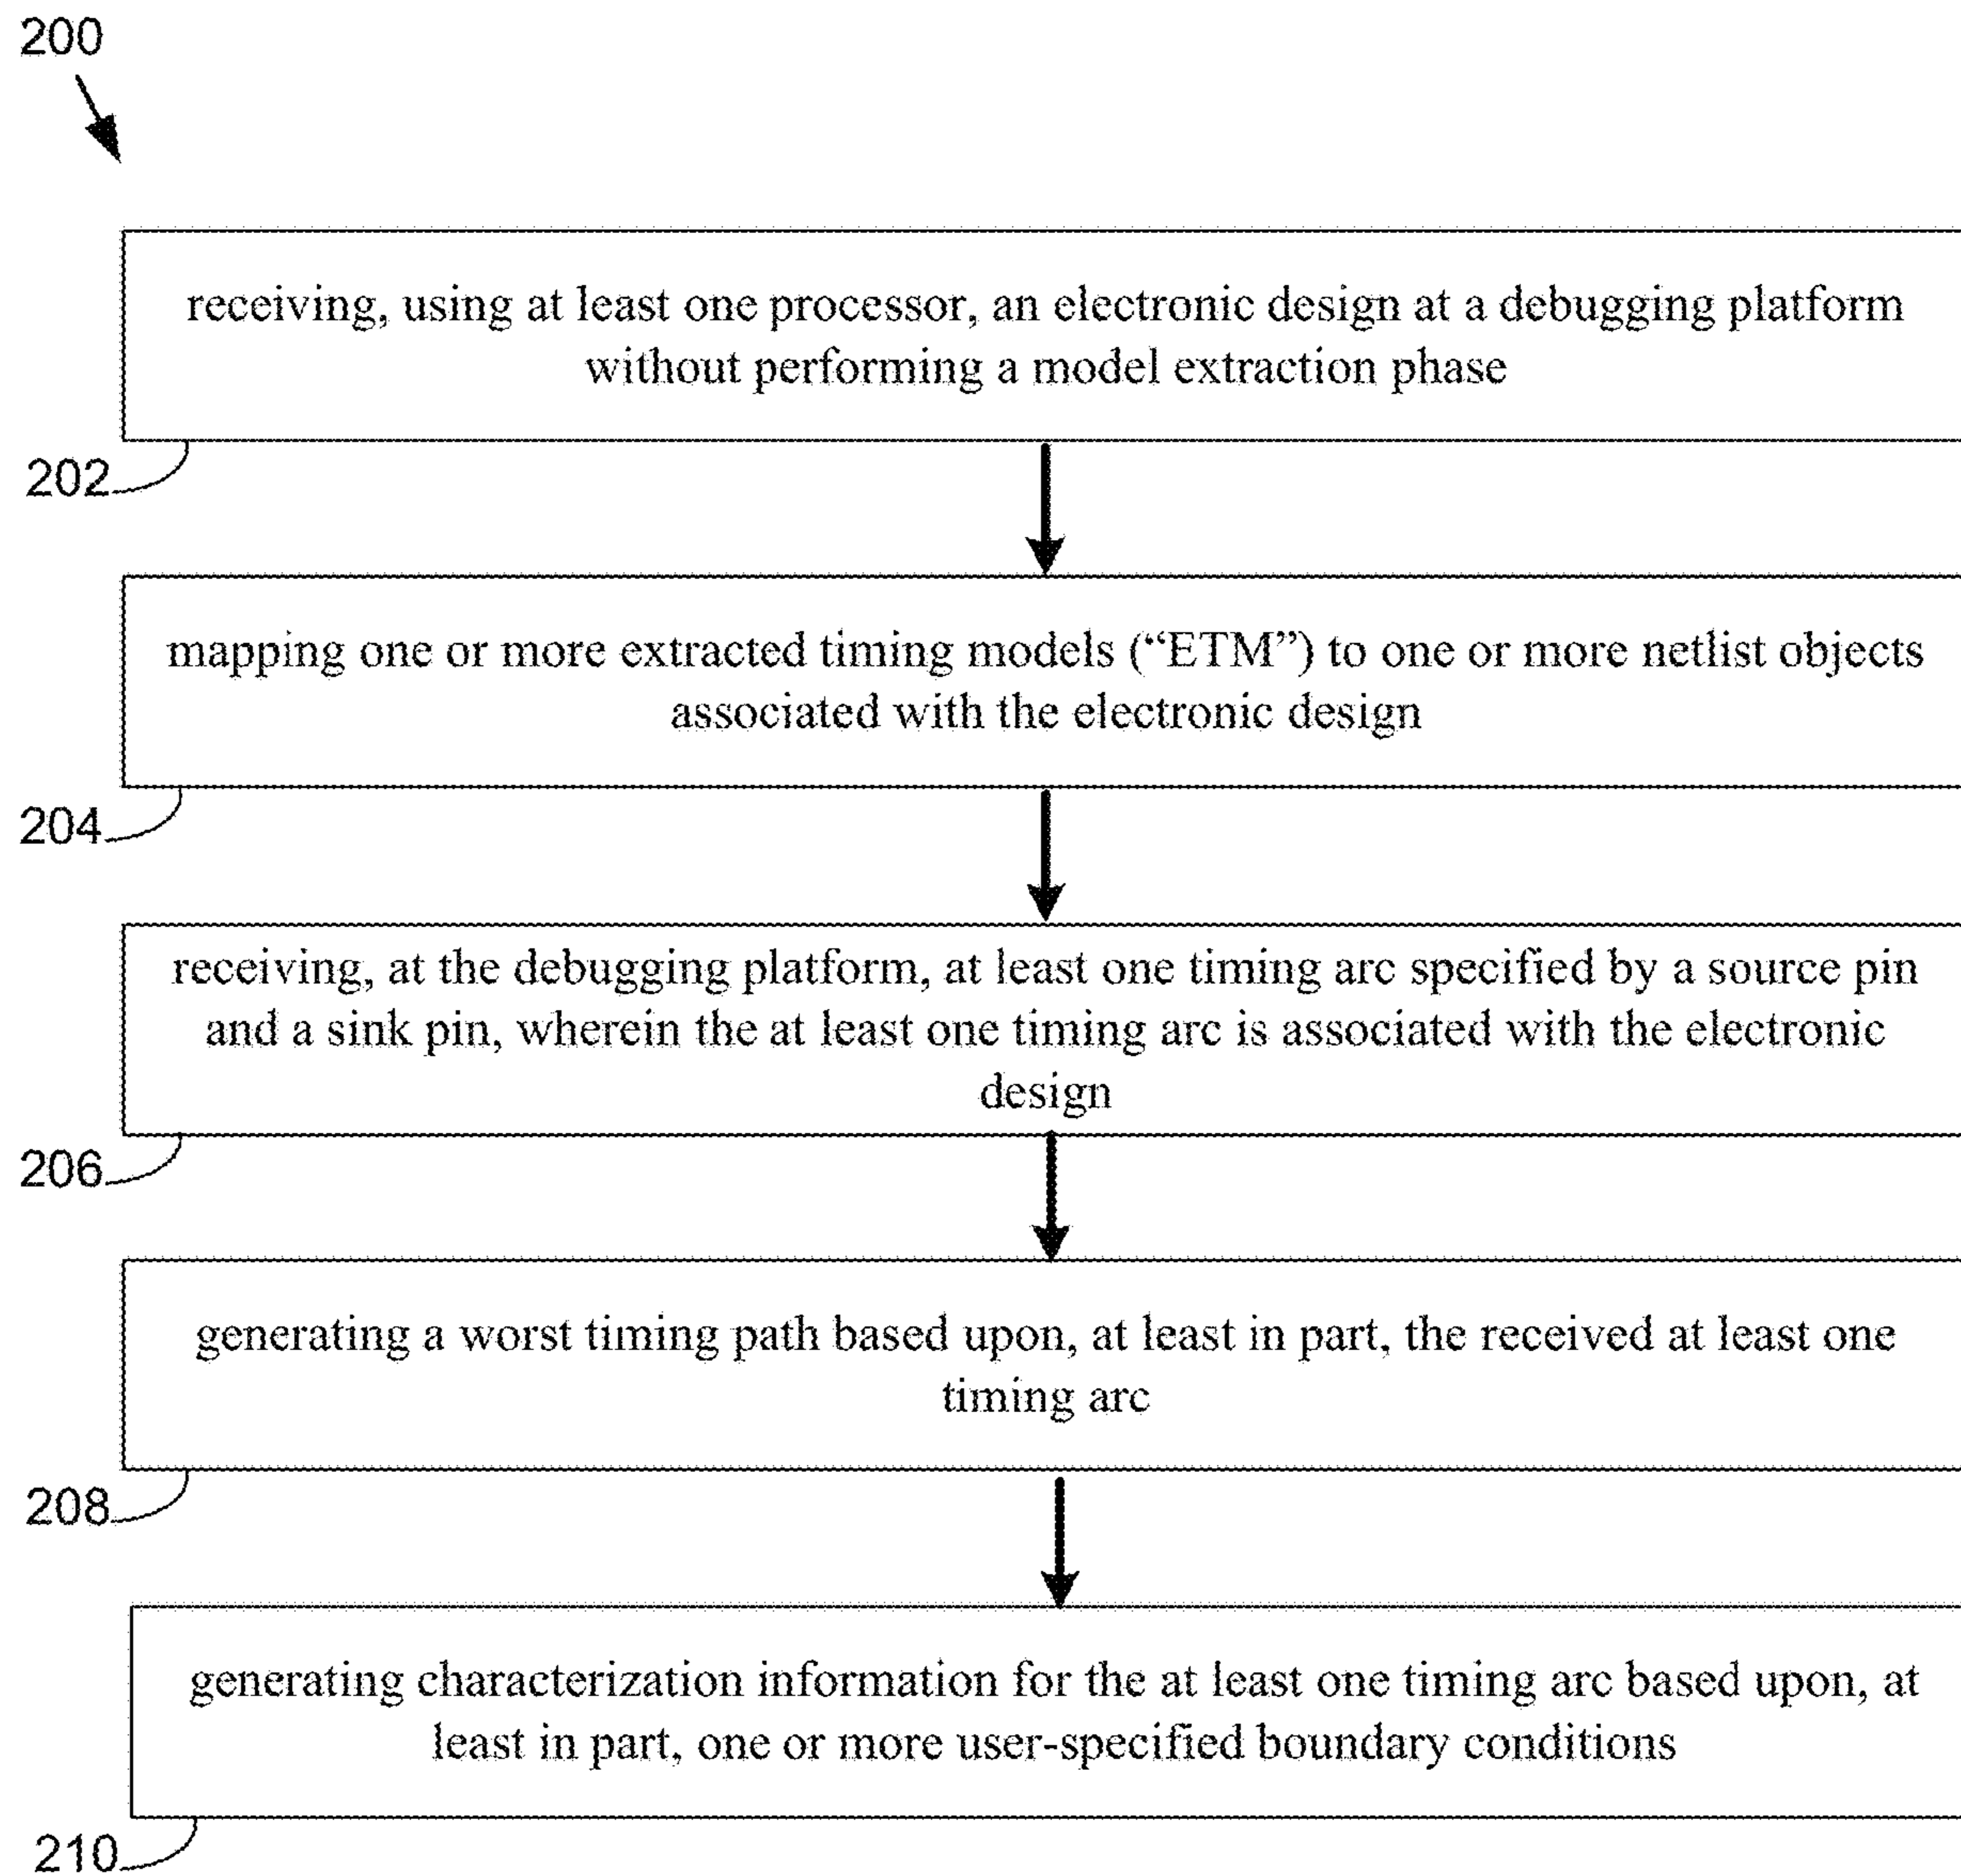 200
receiving, using at least one processor, an electronic design at a debugging platform
without performing a model extraction phase
202
mapping one or more extracted timing models (“ETM”) to one or more netlist objects
associated with the electronic design
204
receiving, at the debugging platform, at least one timing arc specified by a source pin
and a sink pin, wherein the at least one timing arc is associated with the electronic
design
206
generating a worst timing path based upon, at least in part, the received at least one
timing arc
208
generating characterization information for the at least one timing arc based upon, at
least in part, one or more user-specified boundary conditions
210